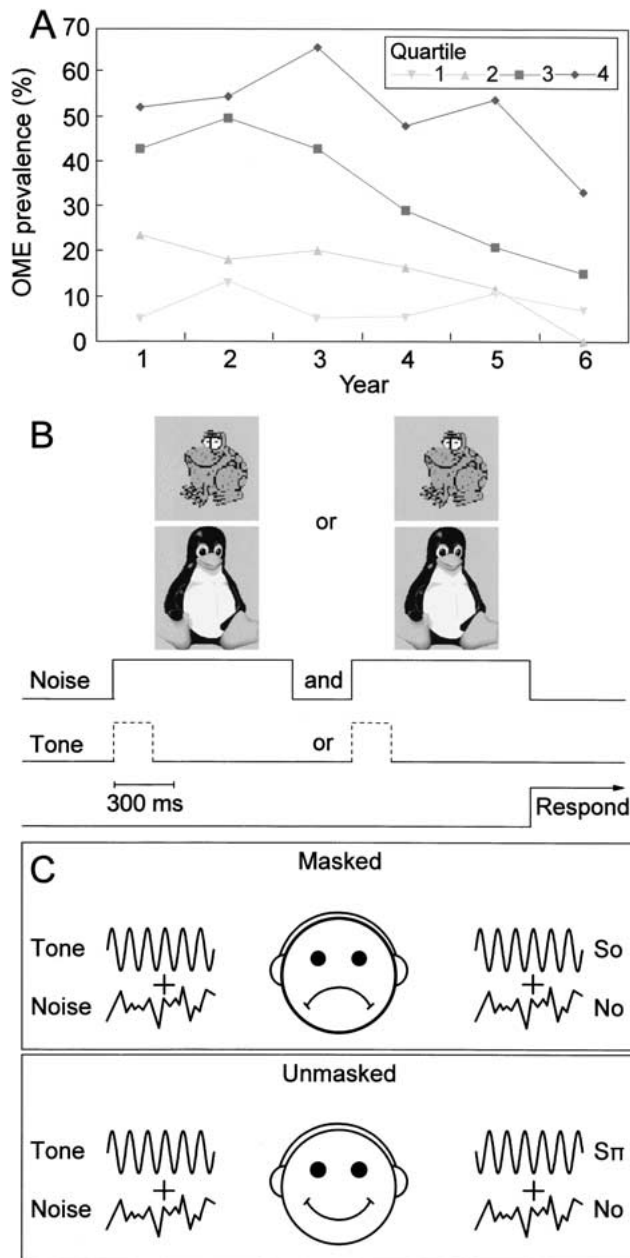 A
OME prevalence (%)
70
60
50
40
30
20
10
0
Quartile
1 2 3 4
1 2 3 4 5 6
Year
B
or
Noise and
Tone or
300 ms
Respond
C
Masked
Tone So
+ +
Noise No
Unmasked
Tone Sπ
+ +
Noise No